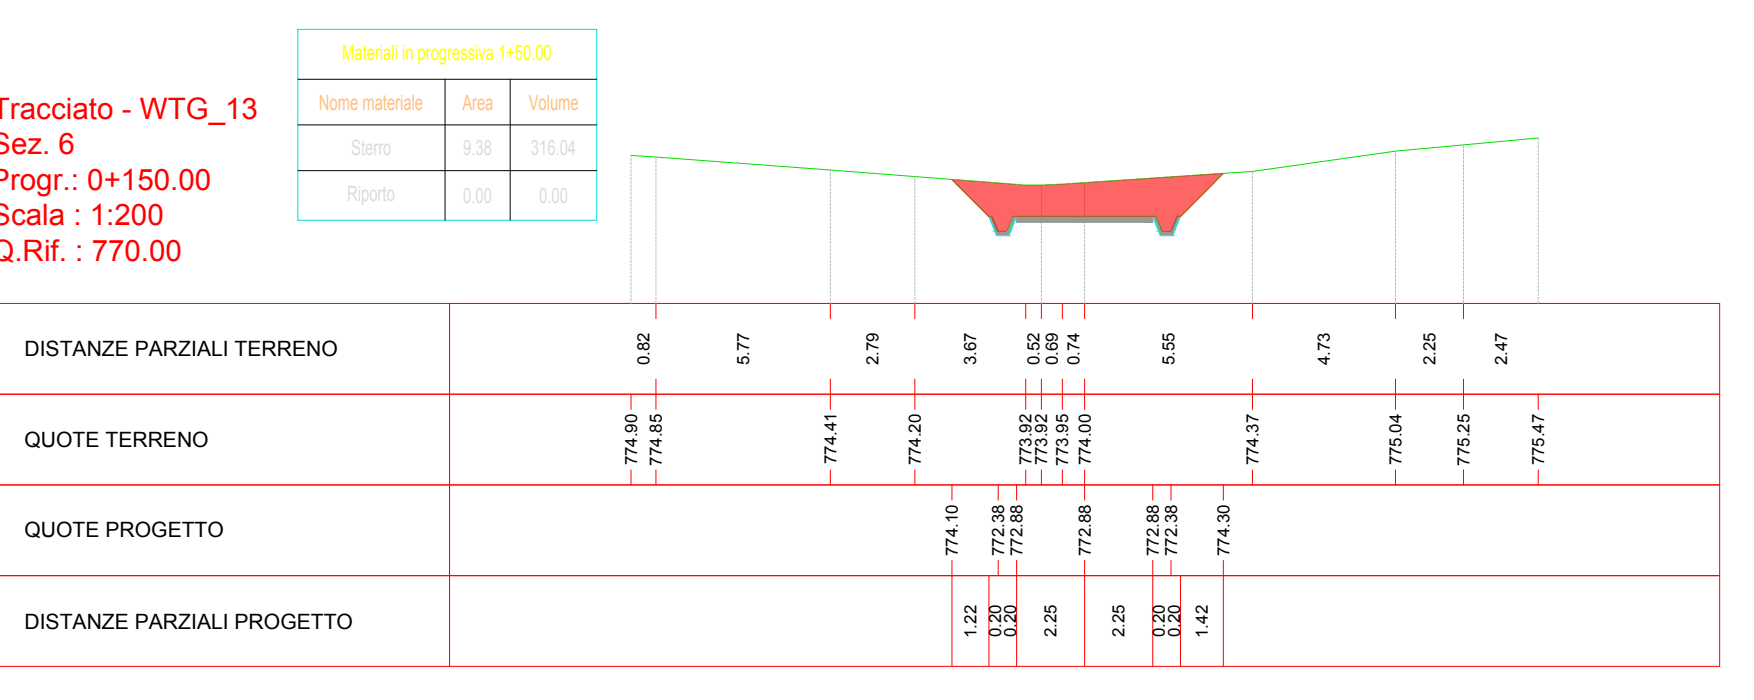 Materiali in progressiva 1+50.00
Nome materiale Area Volume
Sterro 9.38 316.04
Riporto 0.00 0.00
Tracciato - WTG_13
Sez. 6
Progr.: 0+150.00
Scala : 1:200
Q.Rif. : 770.00
DISTANZE PARZIALI TERRENO 0.82 5.77 2.79 3.67 0.52 0.69 0.74 5.55 4.73 2.25 2.47
QUOTE TERRENO 774.90 774.85 774.41 774.20 773.92 773.92 773.95 774.00 774.37 775.04 775.25 775.47
QUOTE PROGETTO 774.10 772.38 772.88 772.88 772.88 772.38 774.30
DISTANZE PARZIALI PROGETTO 1.22 0.20 0.20 2.25 2.25 0.20 0.20 1.42